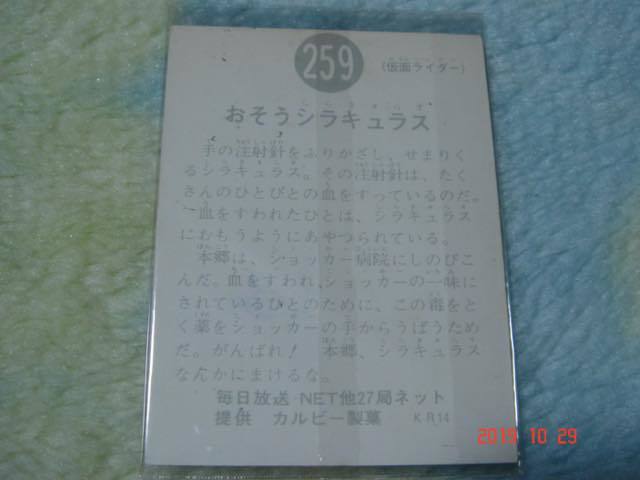 259
(仮面ライダー)
おそうシラキュラス
手の注射針をふりかざし、せまりく
るシラキュラス。その注射針は、たく
さんのひとびとの血をすっているのだ。
血をすわれたひとは、シラキュラス
におもうようにあやつられている。
本郷は、ショッカー病院にしのびこ
んだ。血をすわれ、ショッカーの一味に
されているひとのために、この毒をと
く薬をショッカーの手からうばうため
だ。がんばれ! 本郷、シラキュラス
なんかにまけるな。
毎日放送・NET他27局ネット
提供 カルビー製菓 KR14
2019 10 29